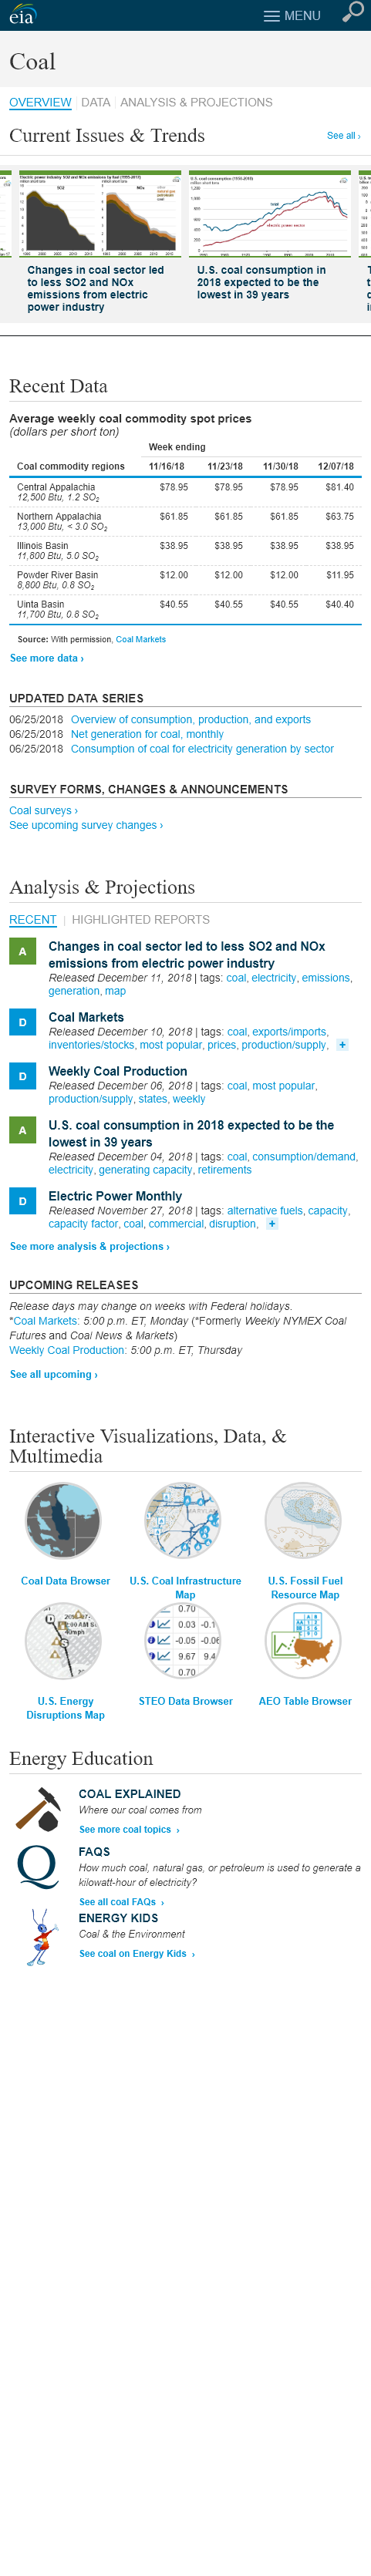 eia
MENU
Coal
OVERVIEW DATA ANALYSIS & PROJECTIONS
Current Issues & Trends
See all ›
Changes in coal sector led
to less SO2 and NOx
emissions from electric
power industry
U.S. coal consumption in
2018 expected to be the
lowest in 39 years
Recent Data
Average weekly coal commodity spot prices
(dollars per short ton)
Week ending
Coal commodity regions 11/16/18 11/23/18 11/30/18 12/07/18
Central Appalachia $78.95 $78.95 $78.95 $81.40
12,500 Btu, 1.2 SO2
Northern Appalachia $61.85 $61.85 $61.85 $63.75
13,000 Btu, < 3.0 SO2
Illinois Basin $38.95 $38.95 $38.95 $38.95
11,800 Btu, 5.0 SO2
Powder River Basin $12.00 $12.00 $12.00 $11.95
8,800 Btu, 0.8 SO2
Uinta Basin $40.55 $40.55 $40.55 $40.40
11,700 Btu, 0.8 SO2
Source: With permission, Coal Markets
See more data ›
UPDATED DATA SERIES
06/25/2018 Overview of consumption, production, and exports
06/25/2018 Net generation for coal, monthly
06/25/2018 Consumption of coal for electricity generation by sector
SURVEY FORMS, CHANGES & ANNOUNCEMENTS
Coal surveys ›
See upcoming survey changes ›
Analysis & Projections
RECENT | HIGHLIGHTED REPORTS
A
Changes in coal sector led to less SO2 and NOx
emissions from electric power industry
Released December 11, 2018 | tags: coal, electricity, emissions,
generation, map
D
Coal Markets
Released December 10, 2018 | tags: coal, exports/imports,
inventories/stocks, most popular, prices, production/supply, +
D
Weekly Coal Production
Released December 06, 2018 | tags: coal, most popular,
production/supply, states, weekly
A
U.S. coal consumption in 2018 expected to be the
lowest in 39 years
Released December 04, 2018 | tags: coal, consumption/demand,
electricity, generating capacity, retirements
D
Electric Power Monthly
Released November 27, 2018 | tags: alternative fuels, capacity,
capacity factor, coal, commercial, disruption, +
See more analysis & projections ›
UPCOMING RELEASES
Release days may change on weeks with Federal holidays.
*Coal Markets: 5:00 p.m. ET, Monday (*Formerly Weekly NYMEX Coal
Futures and Coal News & Markets)
Weekly Coal Production: 5:00 p.m. ET, Thursday
See all upcoming ›
Interactive Visualizations, Data, &
Multimedia
Coal Data Browser
U.S. Coal Infrastructure
Map
U.S. Fossil Fuel
Resource Map
U.S. Energy
Disruptions Map
STEO Data Browser
AEO Table Browser
Energy Education
COAL EXPLAINED
Where our coal comes from
See more coal topics ›
Q
FAQS
How much coal, natural gas, or petroleum is used to generate a
kilowatt-hour of electricity?
See all coal FAQs ›
ENERGY KIDS
Coal & the Environment
See coal on Energy Kids ›